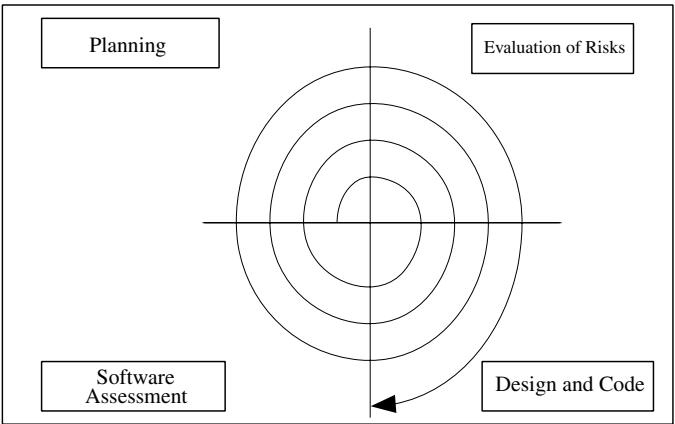 Planning
Evaluation of Risks
Software
Assessment
Design and Code